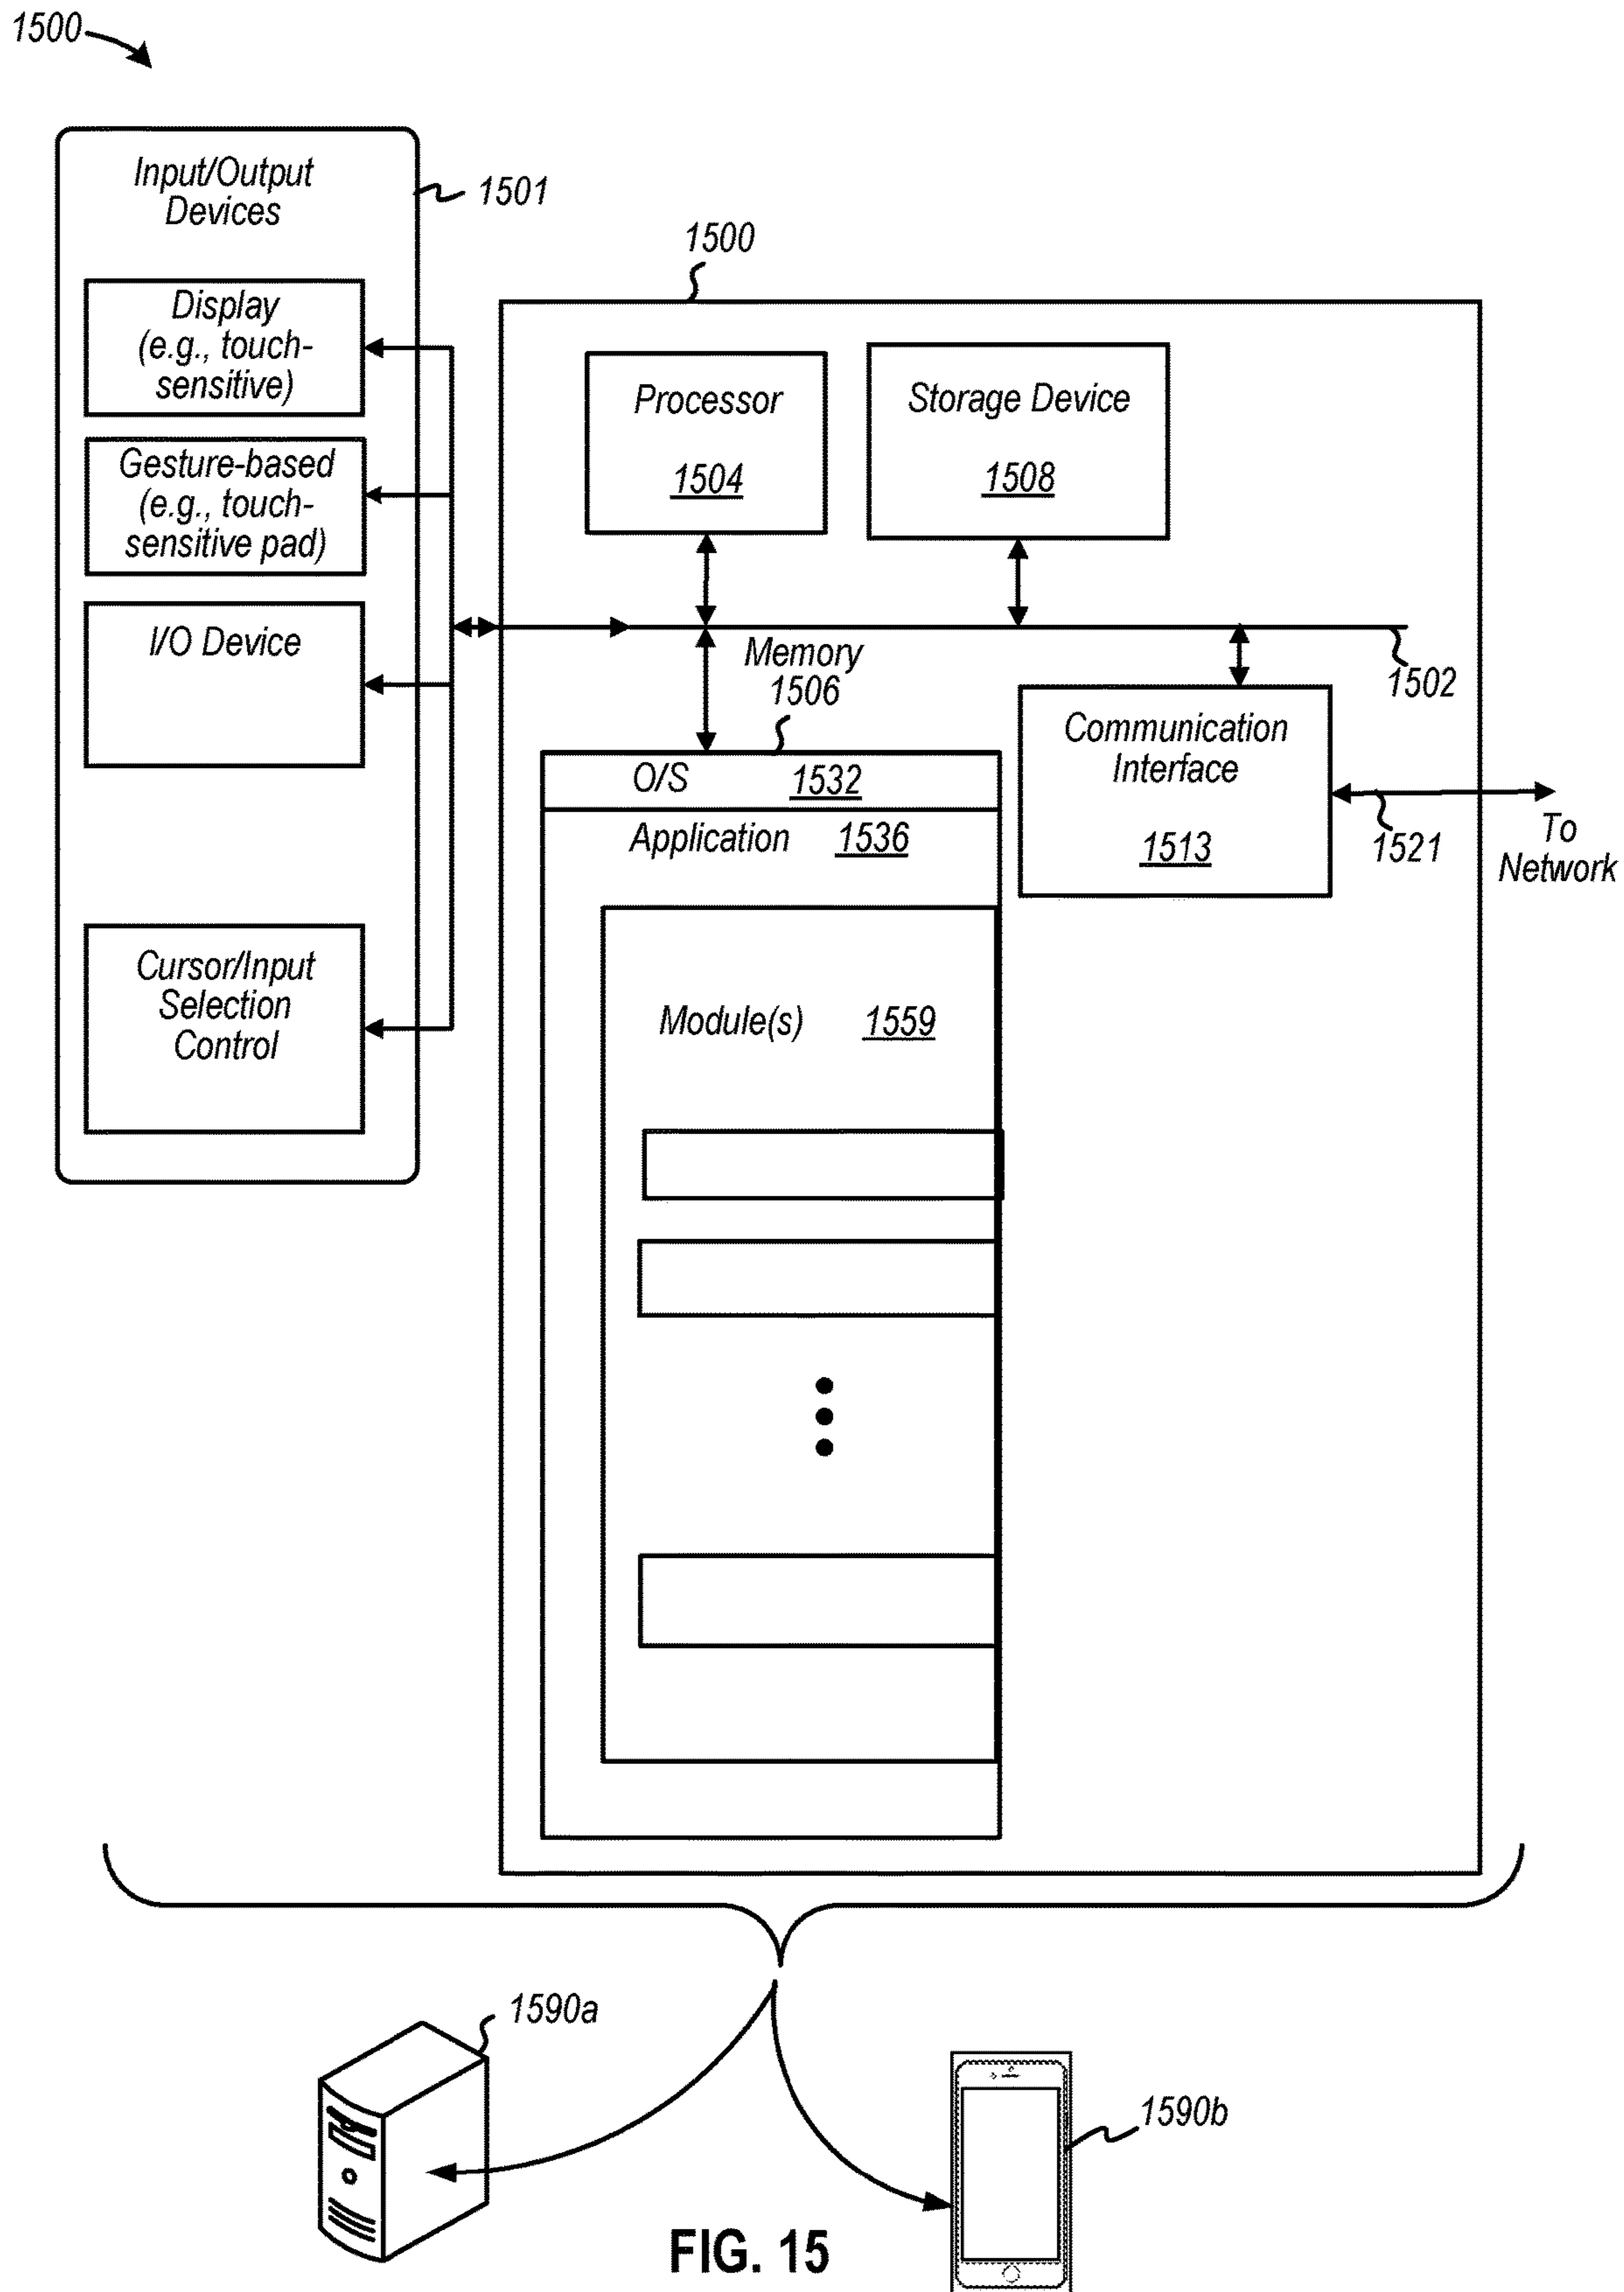 1500
Input/Output
Devices
1501
Display
(e.g., touch-
sensitive)
Gesture-based
(e.g., touch-
sensitive pad)
I/O Device
Cursor/Input
Selection
Control
1500
Processor
1504
Storage Device
1508
Memory
1506
1502
O/S 1532
Application 1536
Module(s) 1559
Communication
Interface
1513
1521
To
Network
1590a
1590b
FIG. 15